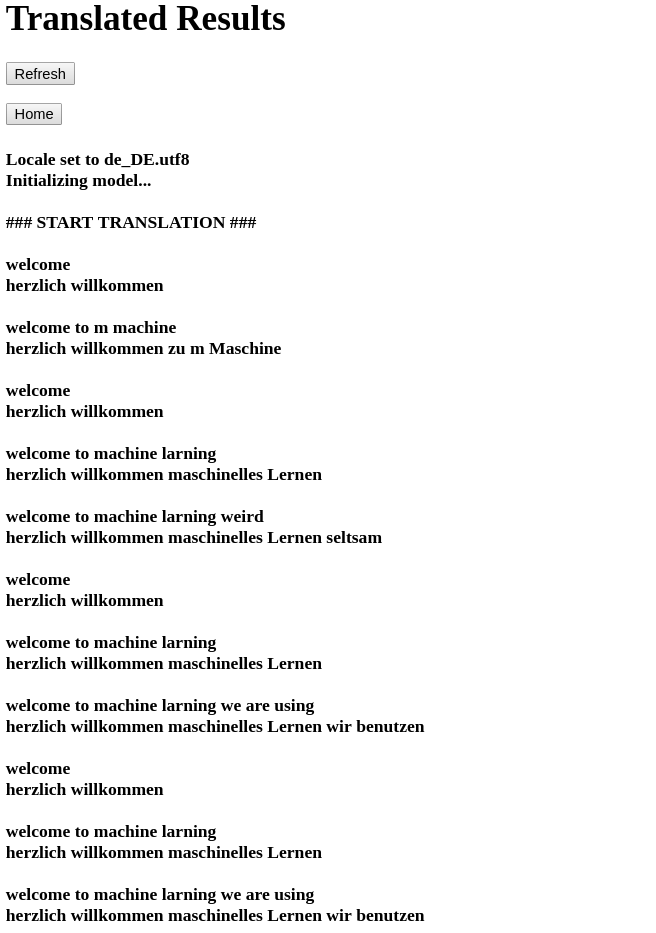 Translated Results
Refresh
Home
Locale set to de_DE.utf8
Initializing model...
### START TRANSLATION ###
welcome
herzlich willkommen
welcome to m machine
herzlich willkommen zu m Maschine
welcome
herzlich willkommen
welcome to machine larning
herzlich willkommen maschinelles Lernen
welcome to machine larning weird
herzlich willkommen maschinelles Lernen seltsam
welcome
herzlich willkommen
welcome to machine larning
herzlich willkommen maschinelles Lernen
welcome to machine larning we are using
herzlich willkommen maschinelles Lernen wir benutzen
welcome
herzlich willkommen
welcome to machine larning
herzlich willkommen maschinelles Lernen
welcome to machine larning we are using
herzlich willkommen maschinelles Lernen wir benutzen